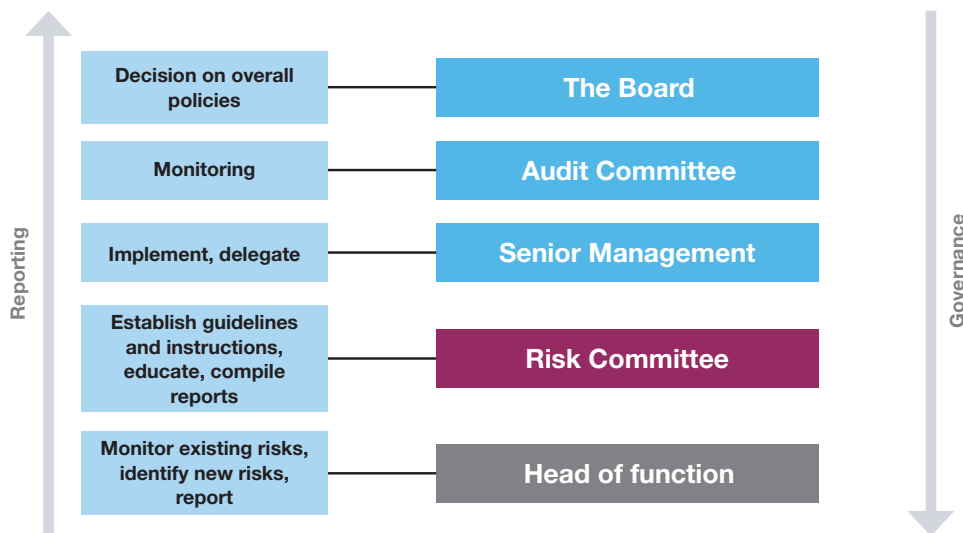 Decision on overall
policies
The Board
Monitoring
Audit Committee
Implement, delegate
Senior Management
Establish guidelines
and instructions,
educate, compile
reports
Risk Committee
Monitor existing risks,
identify new risks,
report
Head of function
Reporting
Governance